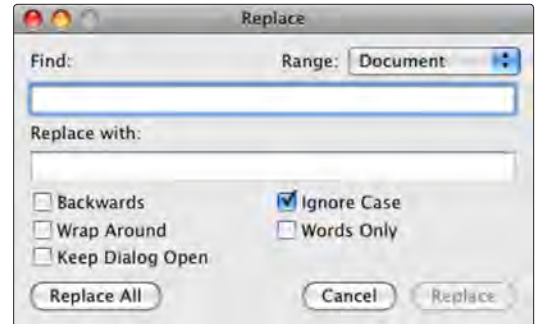 Replace
Find: Range: Document
Replace with:
Backwards Ignore Case
Wrap Around Words Only
Keep Dialog Open
Replace All Cancel Replace